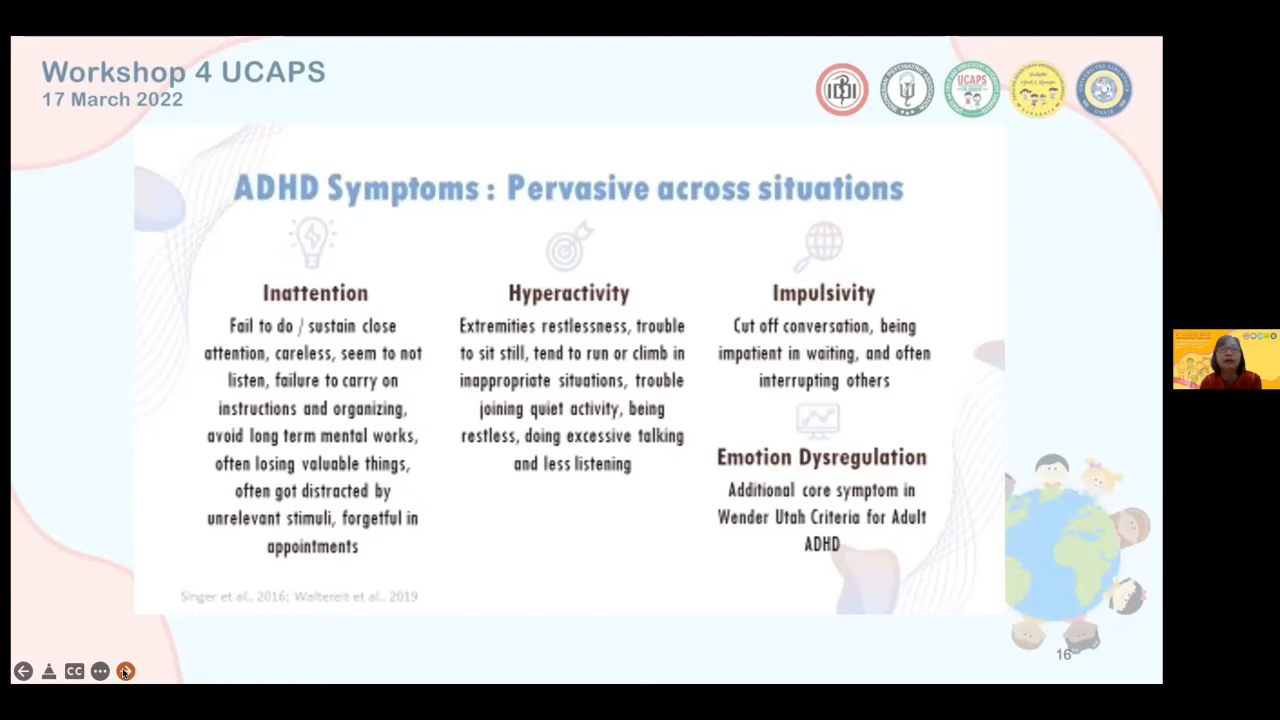 Workshop 4 UCAPS
17 March 2022
IDI
UCAPS
ADHD Symptoms : Pervasive across situations
Inattention
Fail to do / sustain close
attention, careless, seem to not
listen, failure to carry on
instructions and organizing,
avoid long term mental works,
often losing valuable things,
often got distracted by
unrelevant stimuli, forgetful in
appointments
Hyperactivity
Extremities restlessness, trouble
to sit still, tend to run or climb in
inappropriate situations, trouble
joining quiet activity, being
restless, doing excessive talking
and less listening
Impulsivity
Cut off conversation, being
impatient in waiting, and often
interrupting others
Emotion Dysregulation
Additional core symptom in
Wender Utah Criteria for Adult
ADHD
Singer et al., 2016; Waltereit et al., 2019
16
CC